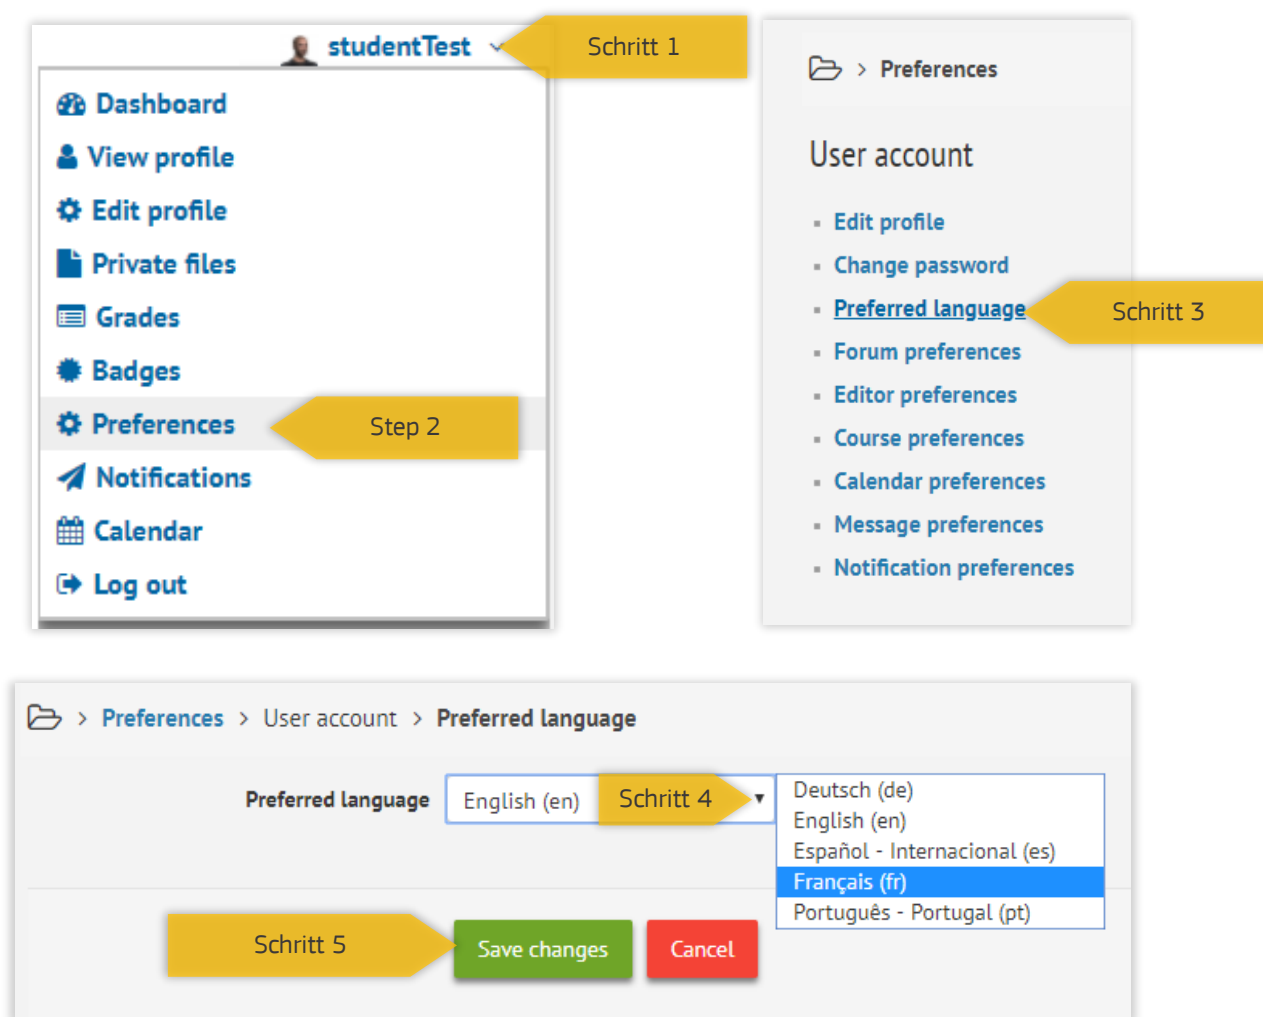 studentTest
Schritt 1
Dashboard
View profile
Edit profile
Private files
Grades
Badges
Preferences
Step 2
Notifications
Calendar
Log out
> Preferences
User account
Edit profile
Change password
Preferred language
Schritt 3
Forum preferences
Editor preferences
Course preferences
Calendar preferences
Message preferences
Notification preferences
> Preferences > User account > Preferred language
Preferred language
English (en)
Schritt 4
Deutsch (de)
English (en)
Español - Internacional (es)
Français (fr)
Português - Portugal (pt)
Schritt 5
Save changes
Cancel